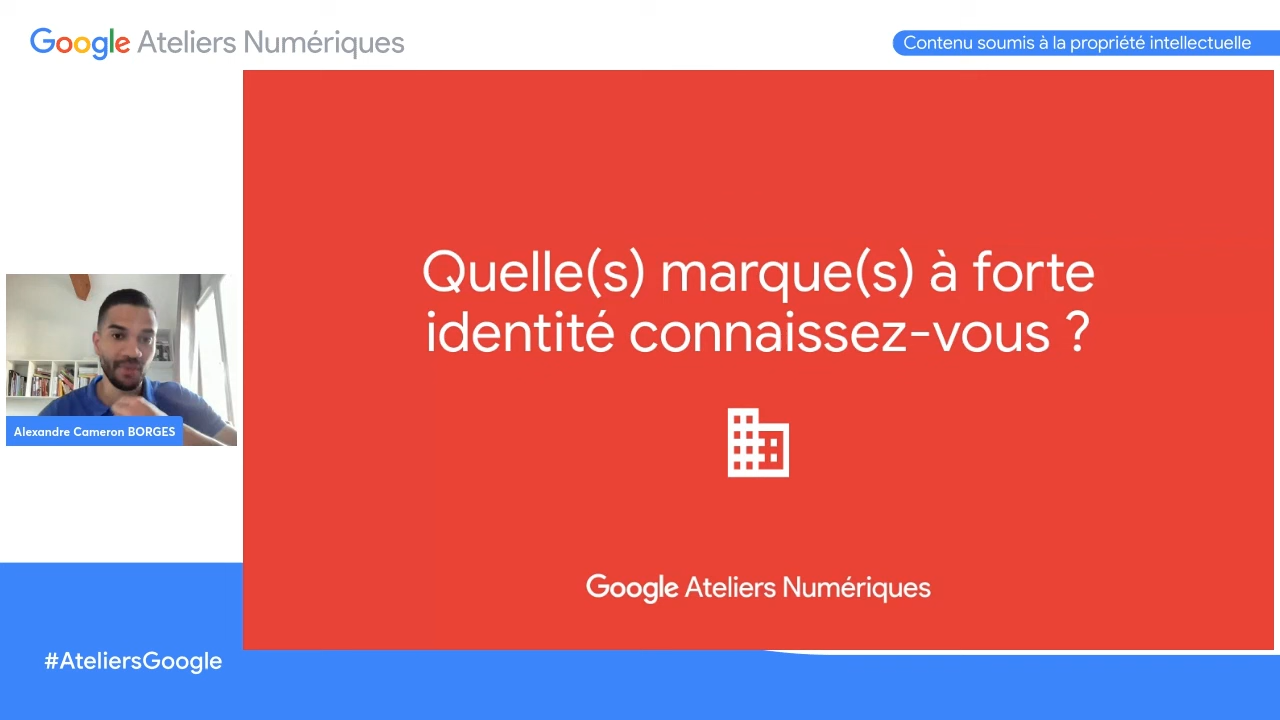 Google Ateliers Numériques
Contenu soumis à la propriété intellectuelle
Quelle(s) marque(s) à forte
identité connaissez-vous ?
Alexandre Cameron BORGES
Google Ateliers Numériques
#AteliersGoogle